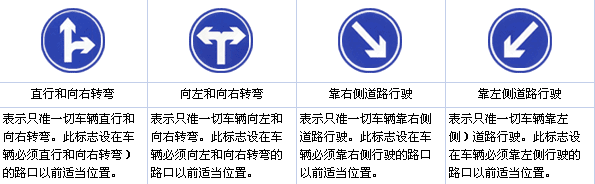 直行和向右转弯
向左和向右转弯
靠右侧道路行驶
靠左侧道路行驶
表示只准一切车辆直行和
向右转弯。此标志设在车
辆必须直行和向右转弯）
的路口以前适当位置。
表示只准一切车辆向左和
向右转弯。此标志设在车
辆必须向左和向右转弯的
路口以前适当位置。
表示只准一切车辆靠右侧
道路行驶。此标志设在车
辆必须靠右侧行驶的路口
以前适当位置。
表示只准一切车辆靠左
侧）道路行驶。此标志设
在车辆必须靠左侧行驶的
路口以前适当位置。